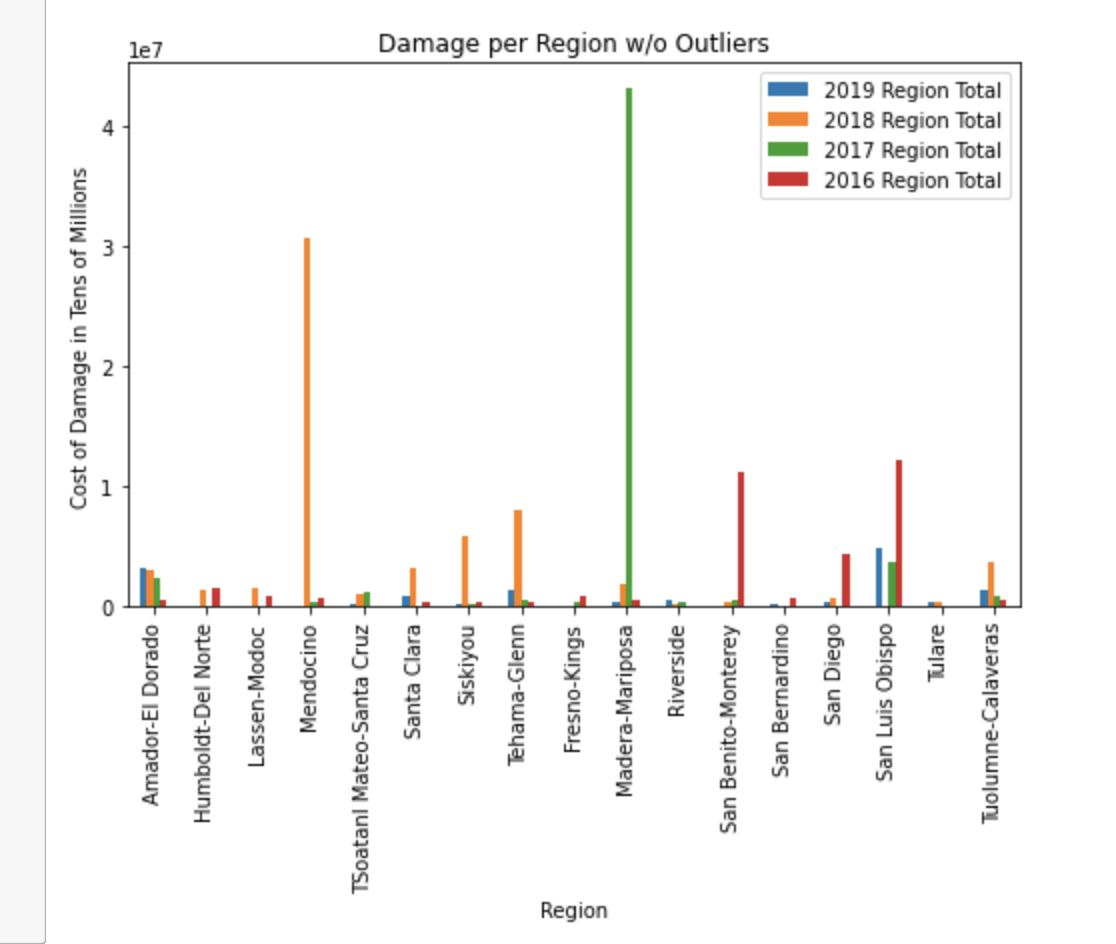 Damage per Region w/o Outliers
1e7
2019 Region Total
2018 Region Total
2017 Region Total
2016 Region Total
Cost of Damage in Tens of Millions
4
3
2
1
0
Amador-El Dorado
Humboldt-Del Norte
Lassen-Modoc
Mendocino
TSoatanl Mateo-Santa Cruz
Santa Clara
Siskiyou
Tehama-Glenn
Fresno-Kings
Madera-Mariposa
Riverside
San Benito-Monterey
San Bernardino
San Diego
San Luis Obispo
Tulare
Tuolumne-Calaveras
Region